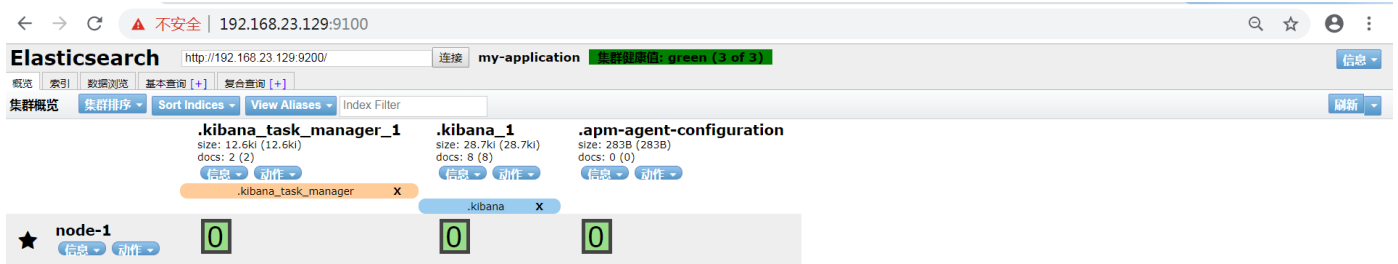 不安全 | 192.168.23.129:9100
Elasticsearch http://192.168.23.129:9200/ 连接 my-application 集群健康值: green (3 of 3) 信息
概览 索引 数据浏览 基本查询 [+] 复合查询 [+]
集群概览 集群排序 Sort Indices View Aliases Index Filter 刷新
.kibana_task_manager_1 .kibana_1 .apm-agent-configuration
size: 12.6ki (12.6ki) size: 28.7ki (28.7ki) size: 283B (283B)
docs: 2 (2) docs: 8 (8) docs: 0 (0)
信息 动作 信息 动作 信息 动作
.kibana_task_manager X
.kibana X
node-1 0 0 0
信息 动作